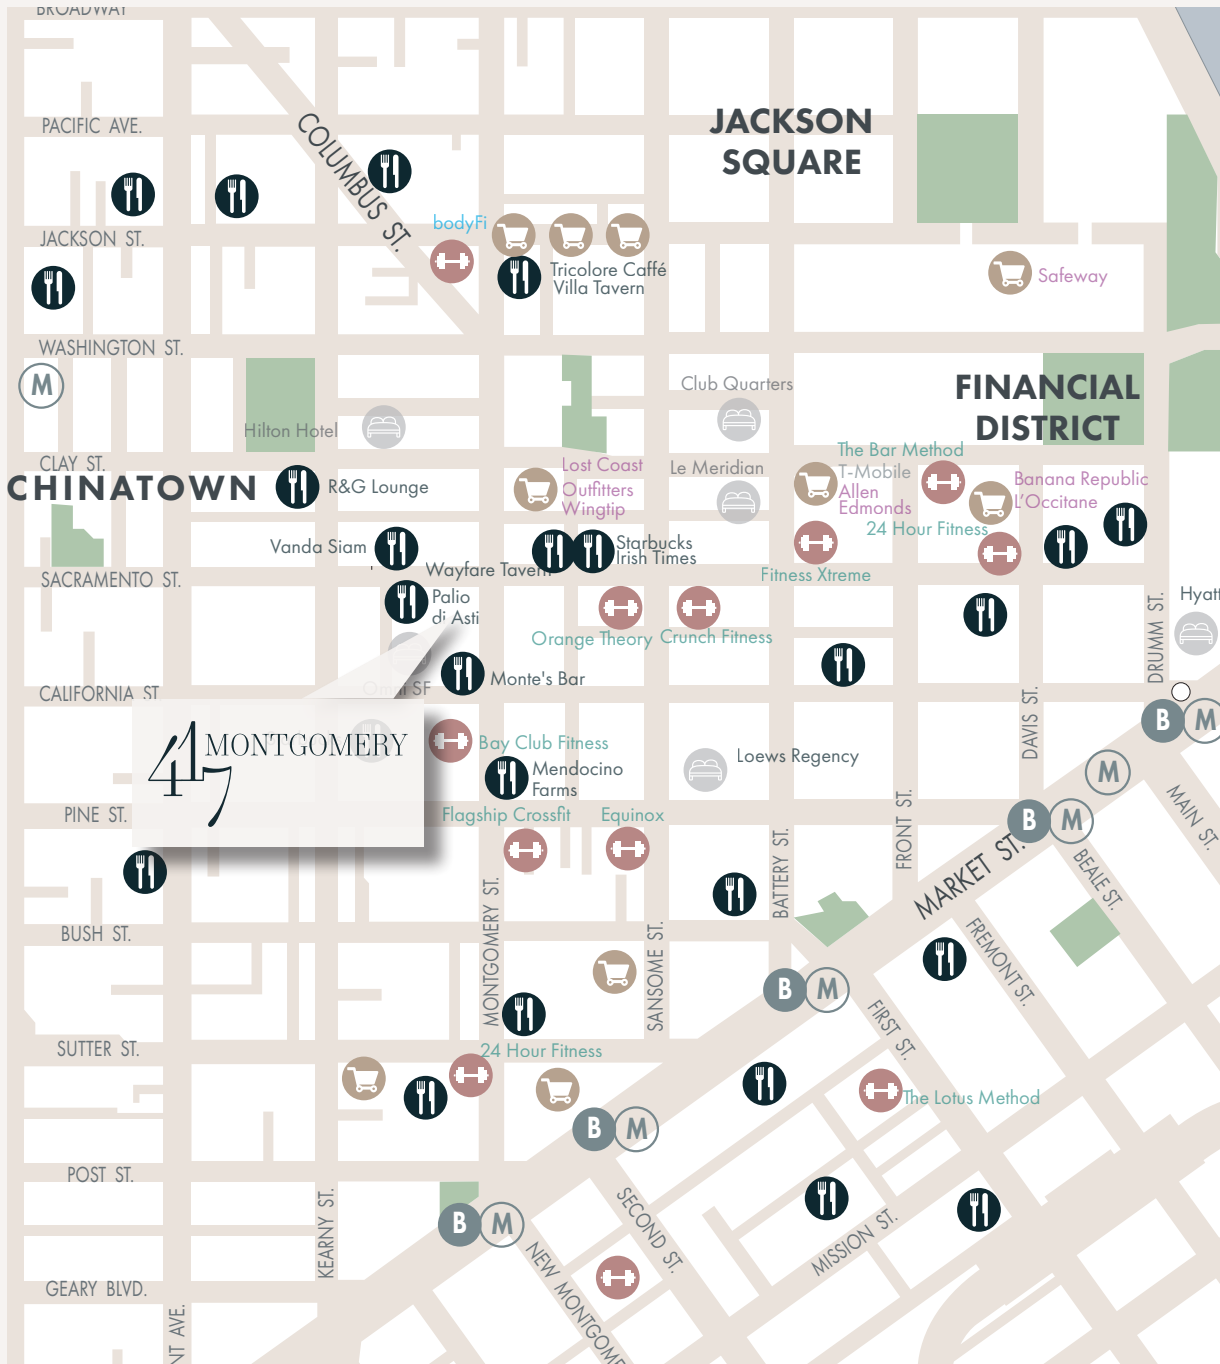 BROADWAY
PACIFIC AVE.
COLUMBUS ST.
JACKSON
SQUARE
JACKSON ST.
bodyFi
Tricolore Caffé
Villa Tavern
Safeway
WASHINGTON ST.
M
Club Quarters
FINANCIAL
DISTRICT
Hilton Hotel
CLAY ST.
CHINATOWN
R&G Lounge
Lost Coast
Outfitters
Wingtip
Le Meridian
The Bar Method
T-Mobile
Allen
Edmonds
Banana Republic
L'Occitane
24 Hour Fitness
Vanda Siam
Starbucks
Irish Times
Wayfare Tavern
Fitness Xtreme
SACRAMENTO ST.
Palio
di Asti
Hyatt
DRUMM ST.
Orange Theory
Crunch Fitness
Monte's Bar
Omni SF
CALIFORNIA ST
DAVIS ST.
B M
417 MONTGOMERY
Bay Club Fitness
Loews Regency
Mendocino
Farms
M
MAIN ST.
PINE ST.
Flagship Crossfit
Equinox
FRONT ST.
B M
BATTERY ST.
MARKET ST.
BEALE ST.
BUSH ST.
MONTGOMERY ST.
SANSOME ST.
FREMONT ST.
B M
FIRST ST.
SUTTER ST.
24 Hour Fitness
The Lotus Method
B M
POST ST.
KEARNY ST.
B M
SECOND ST.
MISSION ST.
NEW MONTGOME
GEARY BLVD.
NT AVE.